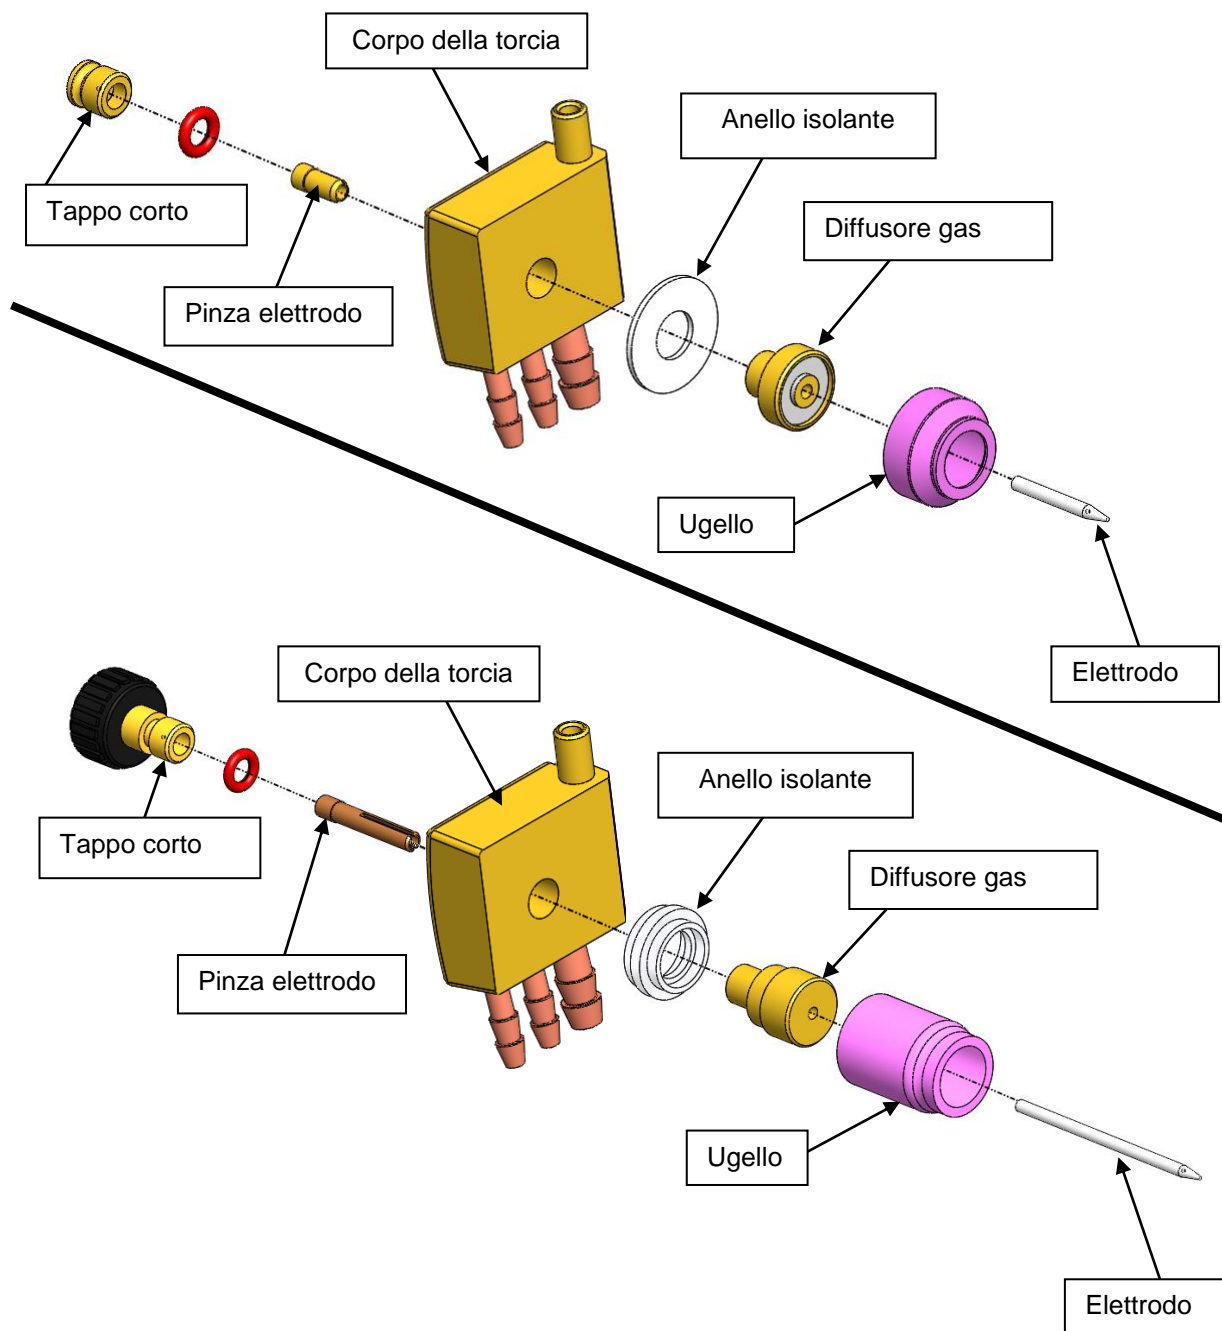 Corpo della torcia
Anello isolante
Tappo corto
Diffusore gas
Pinza elettrodo
Ugello
Elettrodo
Corpo della torcia
Anello isolante
Tappo corto
Diffusore gas
Pinza elettrodo
Ugello
Elettrodo